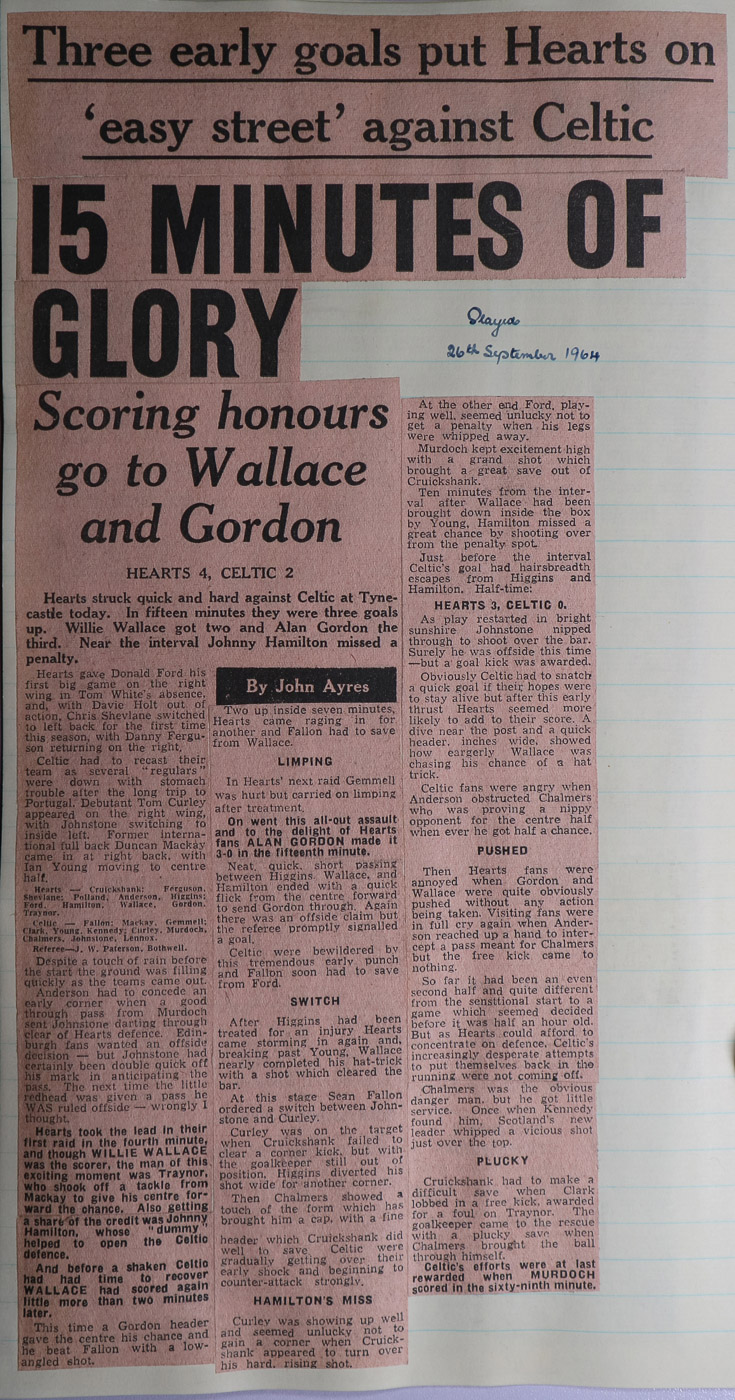 Three early goals put Hearts on
‘easy street’ against Celtic
15 MINUTES OF
GLORY
Played
26th September 1964
Scoring honours
go to Wallace
and Gordon
HEARTS 4, CELTIC 2
Hearts struck quick and hard against Celtic at Tyne-
castle today. In fifteen minutes they were three goals
up. Willie Wallace got two and Alan Gordon the
third. Near the interval Johnny Hamilton missed a
penalty.
Hearts gave Donald Ford his
first big game on the right
wing in Tom White's absence,
and, with Davie Holt out of
action, Chris Shevlane switched
to left back for the first time
this season, with Danny Fergu-
son returning on the right.
Celtic had to recast their
team as several "regulars"
were down with stomach
trouble after the long trip to
Portugal. Debutant Tom Curley
appeared on the right wing,
with Johnstone switching to
inside left. Former interna-
tional full back Duncan Mackay
came in at right back, with
Ian Young moving to centre
half.
Hearts — Cruickshank; Ferguson,
Shevlane; Polland, Anderson, Higgins;
Ford, Hamilton, Wallace, Gordon,
Traynor.
Celtic — Fallon; Mackay, Gemmell;
Clark, Young, Kennedy; Curley, Murdoch,
Chalmers, Johnstone, Lennox.
Referee—J. W. Paterson, Bothwell.
Despite a touch of rain before
the start the ground was filling
quickly as the teams came out.
Anderson had to concede an
early corner when a good
through pass from Murdoch
sent Johnstone darting through
clear of Hearts defence. Edin-
burgh fans wanted an offside
decision — but Johnstone had
certainly been double quick off
his mark in anticipating the
pass. The next time the little
redhead was given a pass he
WAS ruled offside — wrongly I
thought.
Hearts took the lead in their
first raid in the fourth minute,
and though WILLIE WALLACE
was the scorer, the man of this
exciting moment was Traynor,
who shook off a tackle from
Mackay to give his centre for-
ward the chance. Also getting
a share of the credit was Johnny
Hamilton, whose "dummy"
helped to open the Celtic
defence.
And before a shaken Celtic
had had time to recover
WALLACE had scored again
little more than two minutes
later.
This time a Gordon header
gave the centre his chance and
he beat Fallon with a low-
angled shot.
By John Ayres
Two up inside seven minutes,
Hearts came raging in for
another and Fallon had to save
from Wallace.
LIMPING
In Hearts' next raid Gemmell
was hurt but carried on limping
after treatment.
On went this all-out assault
and to the delight of Hearts
fans ALAN GORDON made it
3-0 in the fifteenth minute.
Neat, quick, short passing
between Higgins, Wallace, and
Hamilton ended with a quick
flick from the centre forward
to send Gordon through. Again
there was an offside claim but
the referee promptly signalled
a goal.
Celtic were bewildered by
this tremendous early punch
and Fallon soon had to save
from Ford.
SWITCH
After Higgins had been
treated for an injury Hearts
came storming in again and,
breaking past Young, Wallace
nearly completed his hat-trick
with a shot which cleared the
bar.
At this stage Sean Fallon
ordered a switch between John-
stone and Curley.
Curley was on the target
when Cruickshank failed to
clear a corner kick, but with
the goalkeeper still out of
position, Higgins diverted his
shot wide for another corner.
Then Chalmers showed a
touch of the form which has
brought him a cap, with a fine
header which Cruickshank did
well to save. Celtic were
gradually getting over their
early shock and beginning to
counter-attack strongly.
HAMILTON'S MISS
Curley was showing up well
and seemed unlucky not to
gain a corner when Cruick-
shank appeared to turn over
his hard, rising shot.
At the other end Ford, play-
ing well, seemed unlucky not to
get a penalty when his legs
were whipped away.
Murdoch kept excitement high
with a grand shot which
brought a great save out of
Cruickshank.
Ten minutes from the inter-
val after Wallace had been
brought down inside the box
by Young, Hamilton missed a
great chance by shooting over
from the penalty spot.
Just before the interval
Celtic's goal had hairsbreadth
escapes from Higgins and
Hamilton. Half-time:
HEARTS 3, CELTIC 0.
As play restarted in bright
sunshine Johnstone nipped
through to shoot over the bar.
Surely he was offside this time
—but a goal kick was awarded.
Obviously Celtic had to snatch
a quick goal if their hopes were
to stay alive but after this early
thrust Hearts seemed more
likely to add to their score. A
dive near the post and a quick
header, inches wide, showed
how eargerly Wallace was
chasing his chance of a hat
trick.
Celtic fans were angry when
Anderson obstructed Chalmers
who was proving a nippy
opponent for the centre half
when ever he got half a chance.
PUSHED
Then Hearts fans were
annoyed when Gordon and
Wallace were quite obviously
pushed without any action
being taken. Visiting fans were
in full cry again when Ander-
son reached up a hand to inter-
cept a pass meant for Chalmers
but the free kick came to
nothing.
So far it had been an even
second half and quite different
from the sensttional start to a
game which seemed decided
before it was half an hour old.
But as Hearts could afford to
concentrate on defence, Celtic's
increasingly desperate attempts
to put themselves back in the
running were not coming off.
Chalmers was the obvious
danger man, but he got little
service. Once when Kennedy
found him, Scotland's new
leader whipped a vicious shot
just over the top.
PLUCKY
Cruickshank had to make a
difficult save when Clark
lobbed in a free kick, awarded
for a foul on Traynor. The
goalkeeper came to the rescue
with a plucky save when
Chalmers brought the ball
through himself.
Celtic's efforts were at last
rewarded when MURDOCH
scored in the sixty-ninth minute.